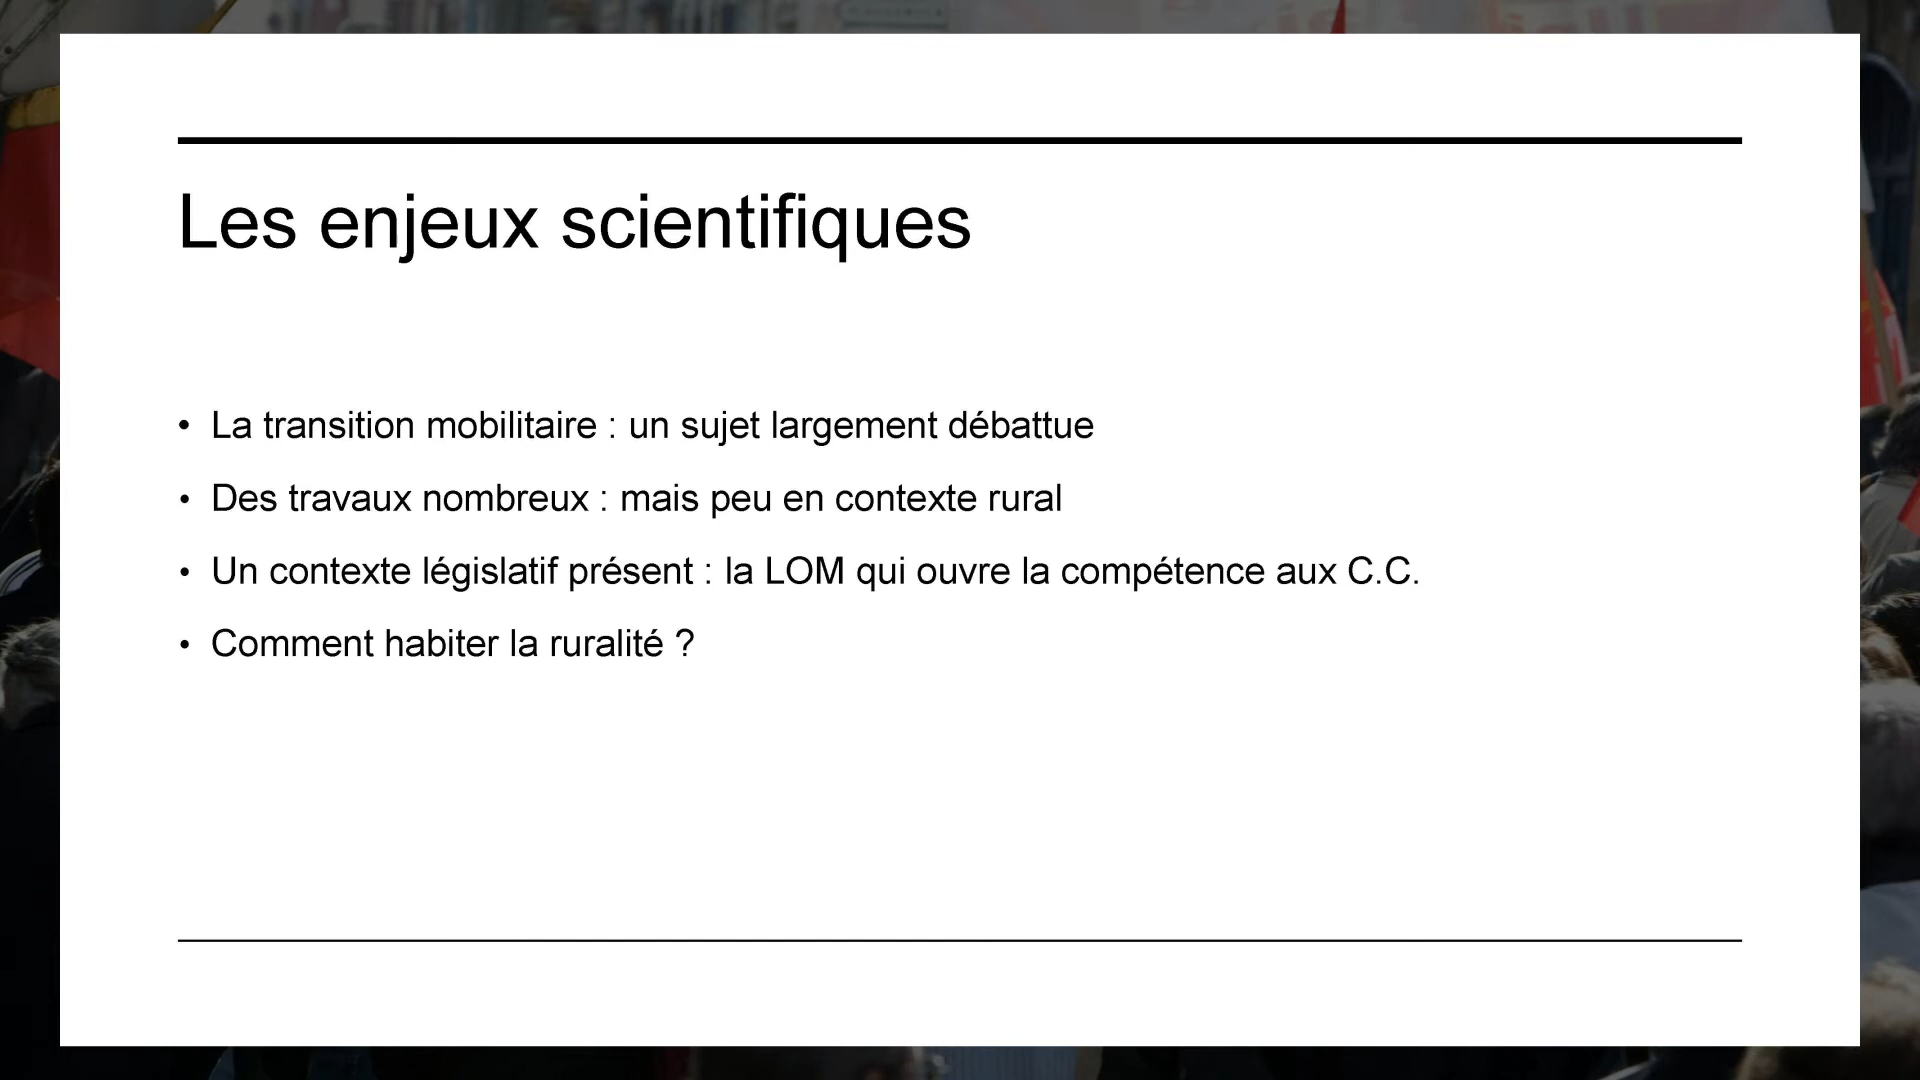 Les enjeux scientifiques
• La transition mobilitaire : un sujet largement débattue
• Des travaux nombreux : mais peu en contexte rural
• Un contexte législatif présent : la LOM qui ouvre la compétence aux C.C.
• Comment habiter la ruralité ?